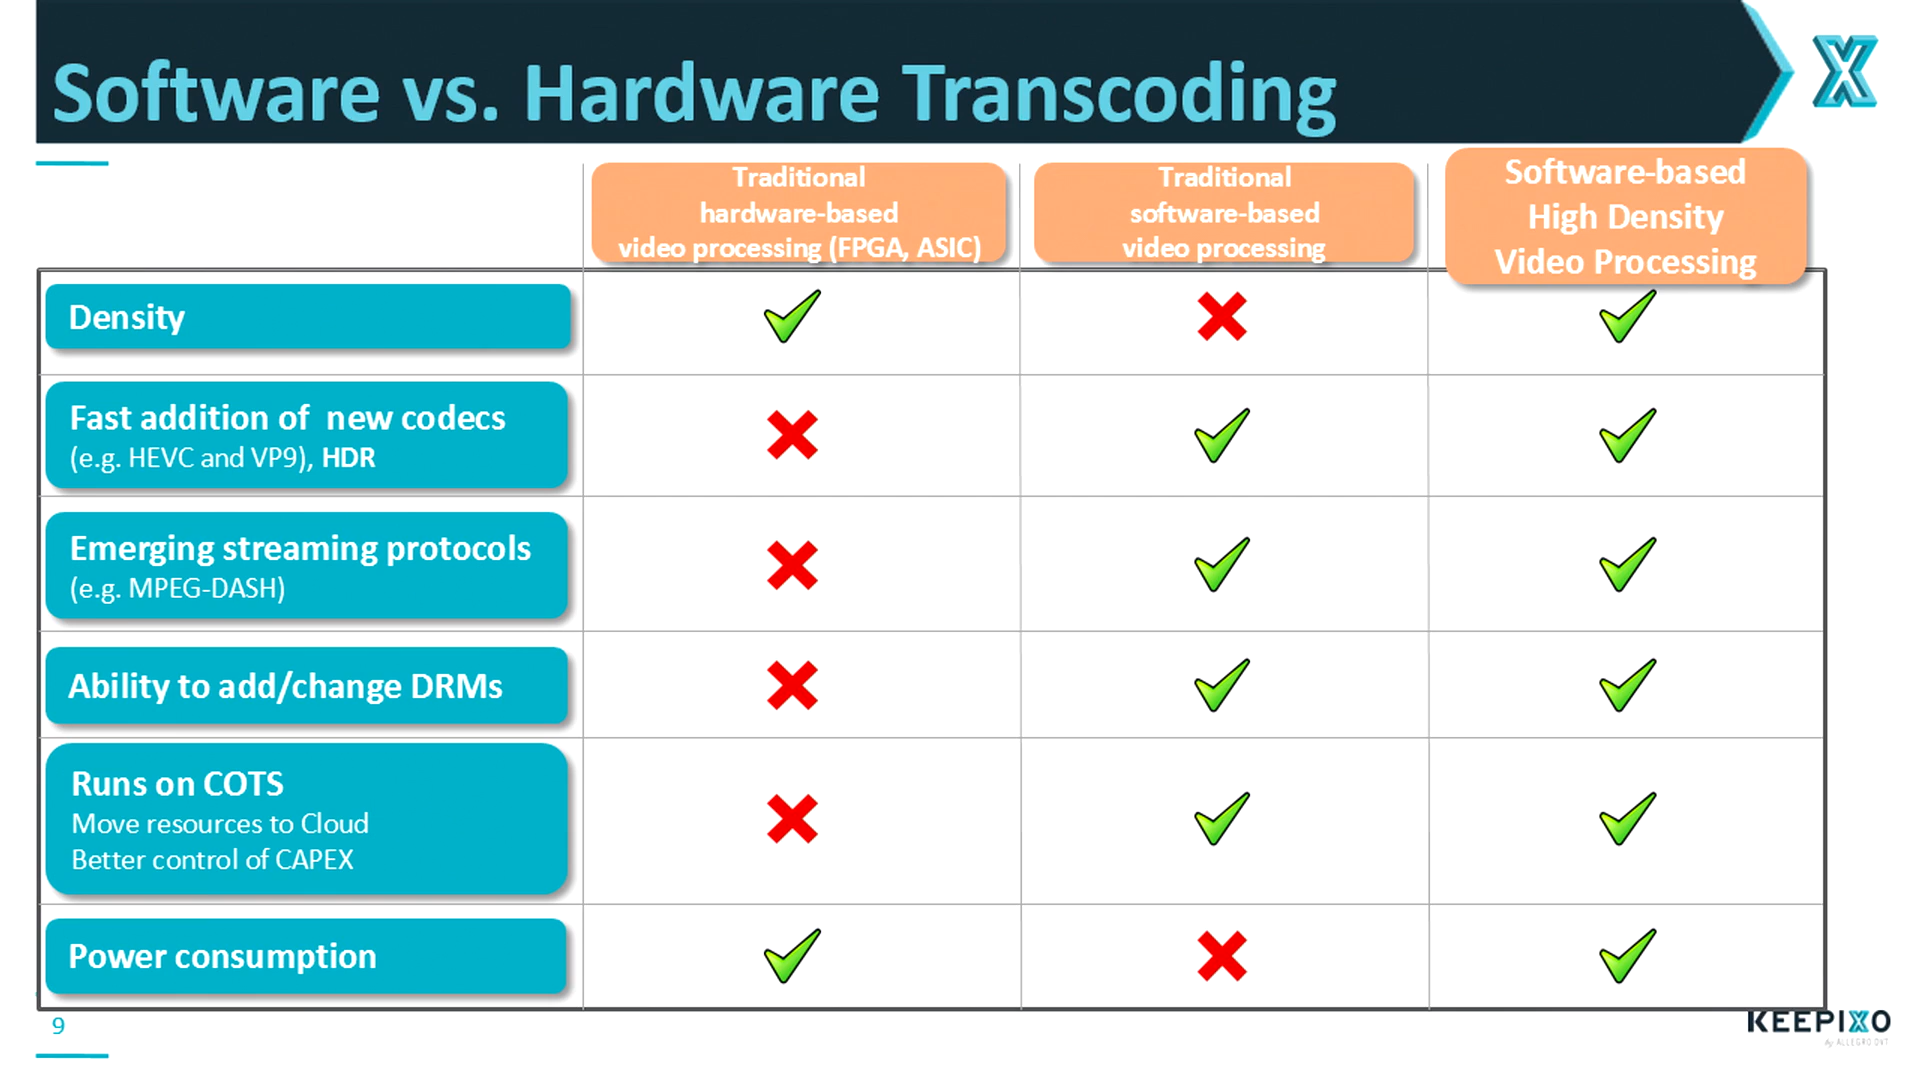 Software vs. Hardware Transcoding
Traditional
hardware-based
video processing (FPGA, ASIC)
Traditional
software-based
video processing
Software-based
High Density
Video Processing
Density
Fast addition of new codecs
(e.g. HEVC and VP9), HDR
Emerging streaming protocols
(e.g. MPEG-DASH)
Ability to add/change DRMs
Runs on COTS
Move resources to Cloud
Better control of CAPEX
Power consumption
9
KEEPIXO
By ALLEGRO DVT